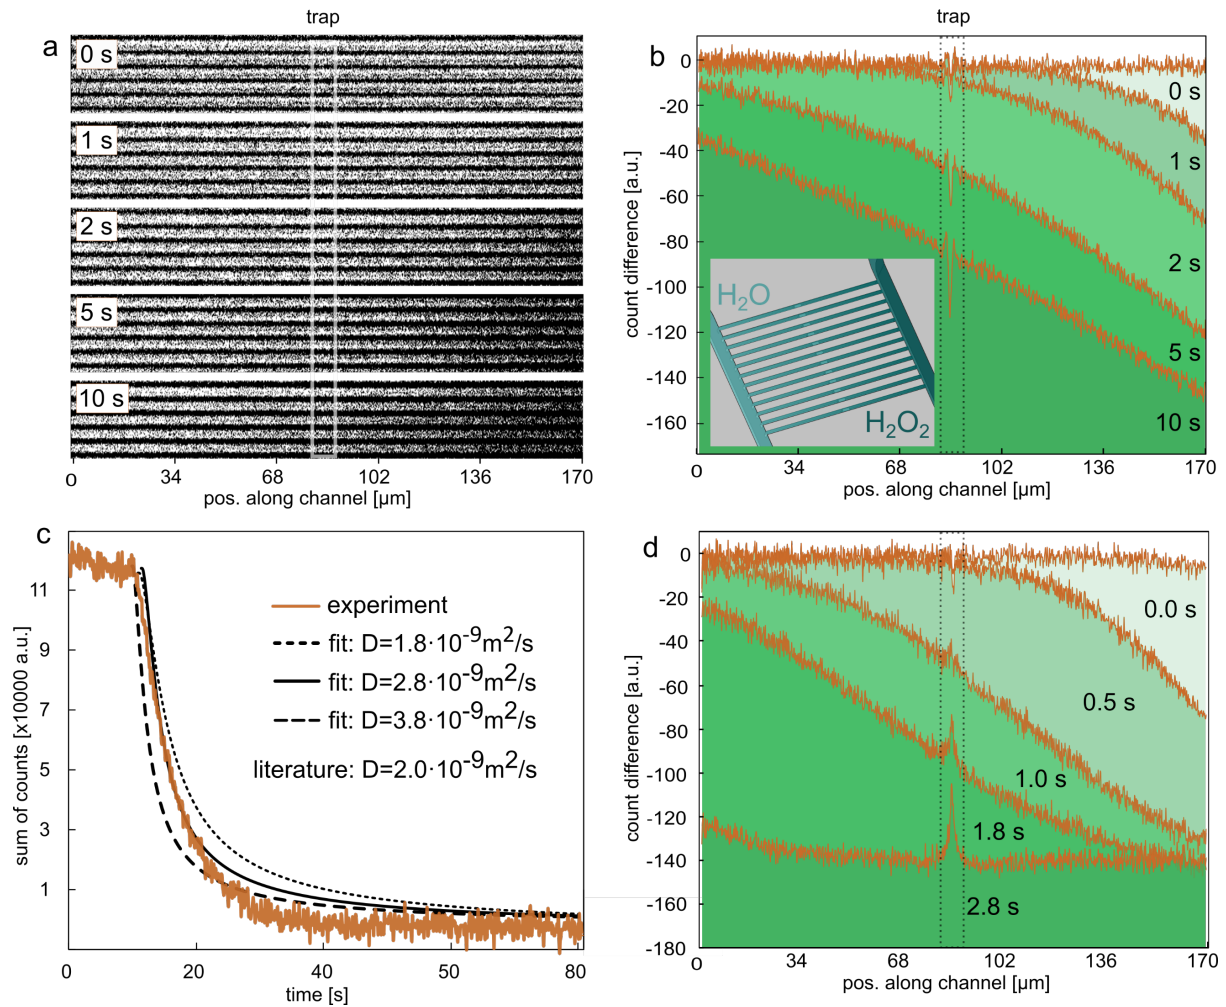 trap
a
0 s
1 s
2 s
5 s
10 s
0
34
68
102
136
170
pos. along channel [µm]
trap
b
0
-20
-40
-60
-80
-100
-120
-140
-160
count difference [a.u.]
0 s
1 s
2 s
5 s
10 s
H₂O
H₂O₂
0
34
68
102
136
170
pos. along channel [µm]
c
11
9
7
5
3
1
sum of counts [x10000 a.u.]
experiment
fit: D=1.8·10⁻⁹m²/s
fit: D=2.8·10⁻⁹m²/s
fit: D=3.8·10⁻⁹m²/s
literature: D=2.0·10⁻⁹m²/s
0
20
40
60
80
time [s]
d
0
-20
-40
-60
-80
-100
-120
-140
-160
-180
count difference [a.u.]
0.0 s
0.5 s
1.0 s
1.8 s
2.8 s
0
34
68
102
136
170
pos. along channel [µm]